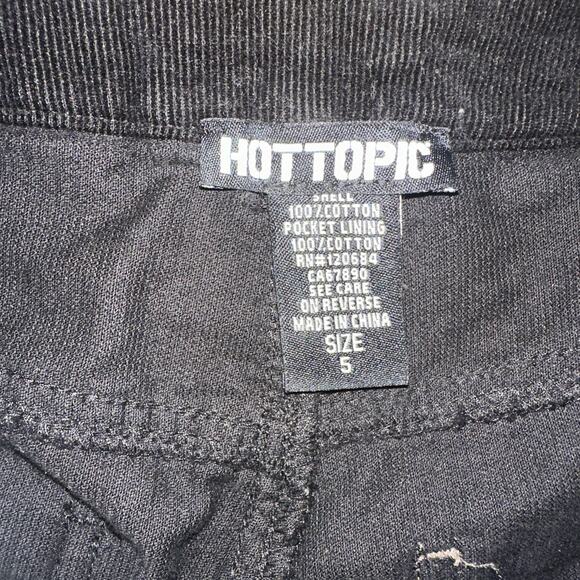 HOTTOPIC
SHELL
100%COTTON
POCKET LINING
100%COTTON
RN#120684
CA67890
SEE CARE
ON REVERSE
MADE IN CHINA
SIZE
5